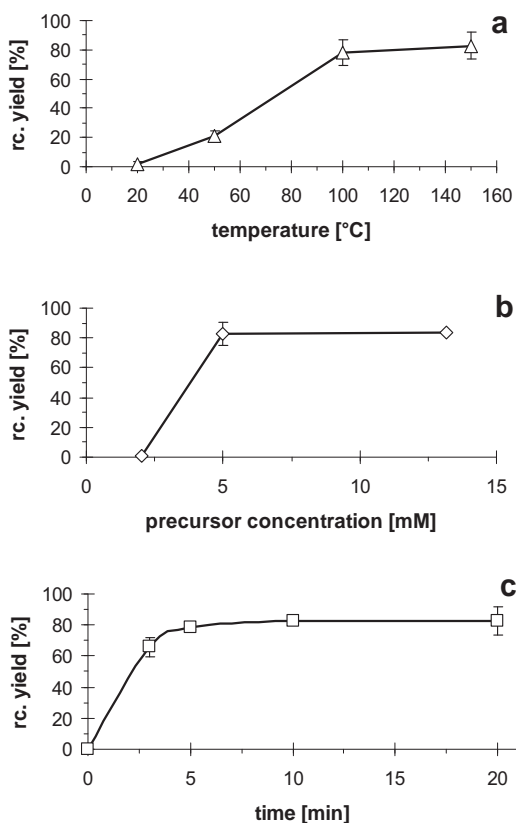 a
rc. yield [%]
100
80
60
40
20
0
0 20 40 60 80 100 120 140 160
temperature [°C]
b
rc. yield [%]
100
80
60
40
20
0
0 5 10 15
precursor concentration [mM]
c
rc. yield [%]
100
80
60
40
20
0
0 5 10 15 20
time [min]